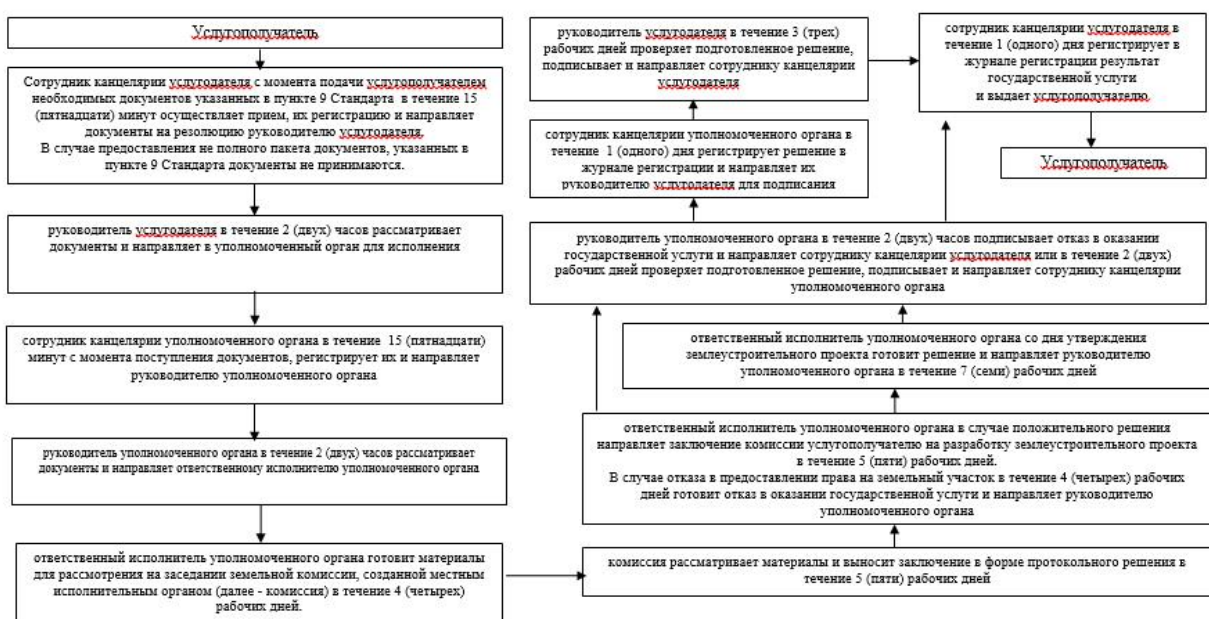 Услугополучатель
Сотрудник канцелярии услугодателя с момента подачи услугополучателем
необходимых документов указанных в пункте 9 Стандарта в течение 15
(пятнадцати) минут осуществляет прием, их регистрацию и направляет
документы на резолюцию руководителю услугодателя.
В случае предоставления не полного пакета документов, указанных в
пункте 9 Стандарта документы не принимаются.
руководитель услугодателя в течение 2 (двух) часов рассматривает
документы и направляет в уполномоченный орган для исполнения
сотрудник канцелярии уполномоченного органа в течение 15 (пятнадцати)
минут с момента поступления документов, регистрирует их и направляет
руководителю уполномоченного органа
руководитель уполномоченного органа в течение 2 (двух) часов рассматривает
документы и направляет ответственному исполнителю уполномоченного органа
ответственный исполнитель уполномоченного органа готовит материалы
для рассмотрения на заседании земельной комиссии, созданной местным
исполнительным органом (далее - комиссия) в течение 4 (четырех)
рабочих дней.
комиссия рассматривает материалы и выносит заключение в форме протокольного решения в
течение 5 (пяти) рабочих дней
ответственный исполнитель уполномоченного органа в случае положительного решения
направляет заключение комиссии услугополучателю на разработку землеустроительного проекта
в течение 5 (пяти) рабочих дней.
В случае отказа в предоставлении права на земельный участок в течение 4 (четырех) рабочих
дней готовит отказ в оказании государственной услуги и направляет руководителю
уполномоченного органа
ответственный исполнитель уполномоченного органа со дня утверждения
землеустроительного проекта готовит решение и направляет руководителю
уполномоченного органа в течение 7 (семи) рабочих дней
руководитель уполномоченного органа в течение 2 (двух) часов подписывает отказ в оказании
государственной услуги и направляет сотруднику канцелярии услугодателя или в течение 2 (двух)
рабочих дней проверяет подготовленное решение, подписывает и направляет сотруднику канцелярии
уполномоченного органа
сотрудник канцелярии уполномоченного органа в
течение 1 (одного) дня регистрирует решение в
журнале регистрации и направляет их
руководителю услугодателя для подписания
руководитель услугодателя в течение 3 (трех)
рабочих дней проверяет подготовленное решение,
подписывает и направляет сотруднику канцелярии
услугодателя
сотрудник канцелярии услугодателя в
течение 1 (одного) дня регистрирует в
журнале регистрации результат
государственной услуги
и выдает услугополучателю
Услугополучатель